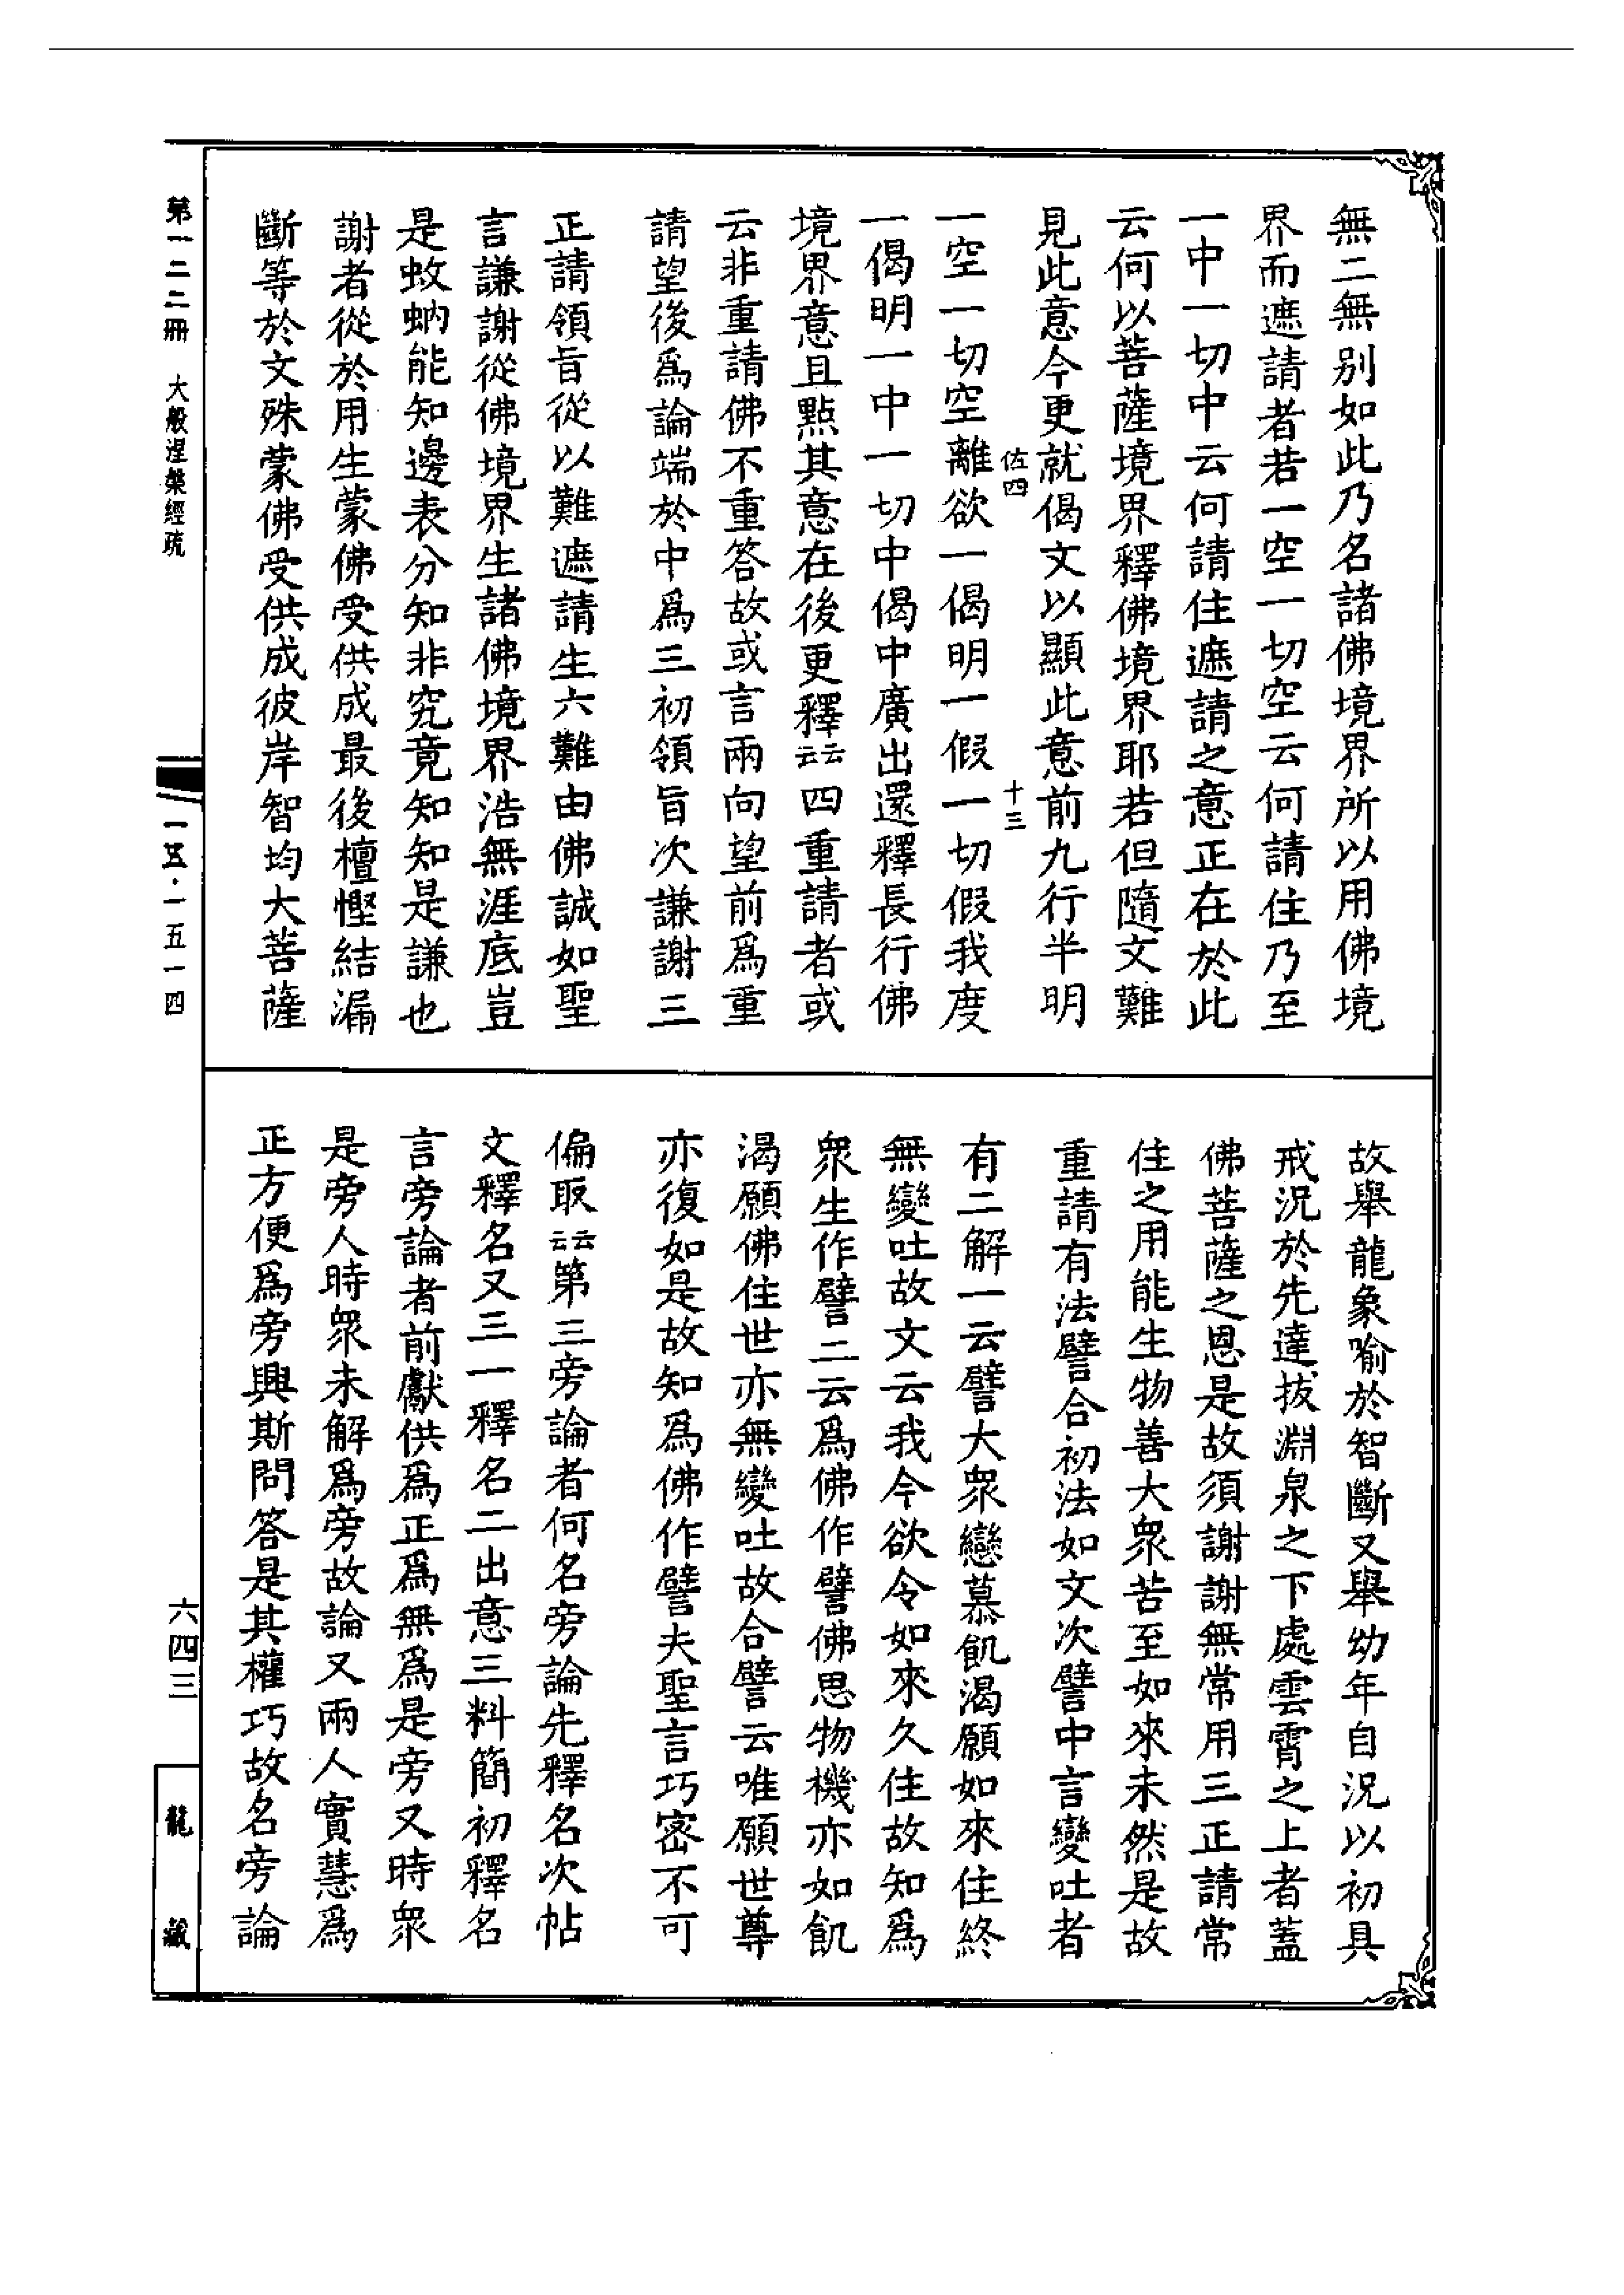 無二無别如此乃名諸佛境界所以用佛境
界而遮請者若一空一切空云何請住乃至
一中一切中云何請住遮請之意正在於此
云何以菩薩境界釋佛境界耶若但隨文難
見此意今更就偈文以顯此意前九行半明
佐四 十三
一空一切空離欲一偈明一假一切假我度
一偈明一中一切中偈中廣出還釋長行佛
境界意且點其意在後更釋云云四重請者或
云非重請佛不重答故或言兩向望前爲重
請望後爲論端於中爲三初領旨次謙謝三
正請領旨從以難遮請生六難由佛誠如聖
言謙謝從佛境界生諸佛境界浩無涯底豈
是蚊蚋能知邊表分知非究竟知知是謙也
謝者從於用生蒙佛受供成最後檀慳結漏
斷等於文殊蒙佛受供成彼岸智均大菩薩
故舉龍象喻於智斷又舉幼年自況以初具
戒況於先達拔淵泉之下處雲霄之上者蓋
佛菩薩之恩是故須謝謝無常用三正請常
住之用能生物善大衆苦至如來未然是故
重請有法譬合初法如文次譬中言變吐者
有二解一云譬大衆戀慕飢渴願如來住終
無變吐故文云我今欲令如來久住故知爲
衆生作譬二云爲佛作譬佛思物機亦如飢
渴願佛住世亦無變吐故合譬云唯願世尊
亦復如是故知爲佛作譬夫聖言巧密不可
偏取云云第三旁論者何名旁論先釋名次帖
文釋名又三一釋名二出意三料簡初釋名
言旁論者前獻供爲正爲無爲是旁又時衆
是旁人時衆未解爲旁故論又兩人實慧爲
正方便爲旁興斯問答是其權巧故名旁論
第一二二冊 大般涅槃經疏
一五·一五一四
六四三
龍藏